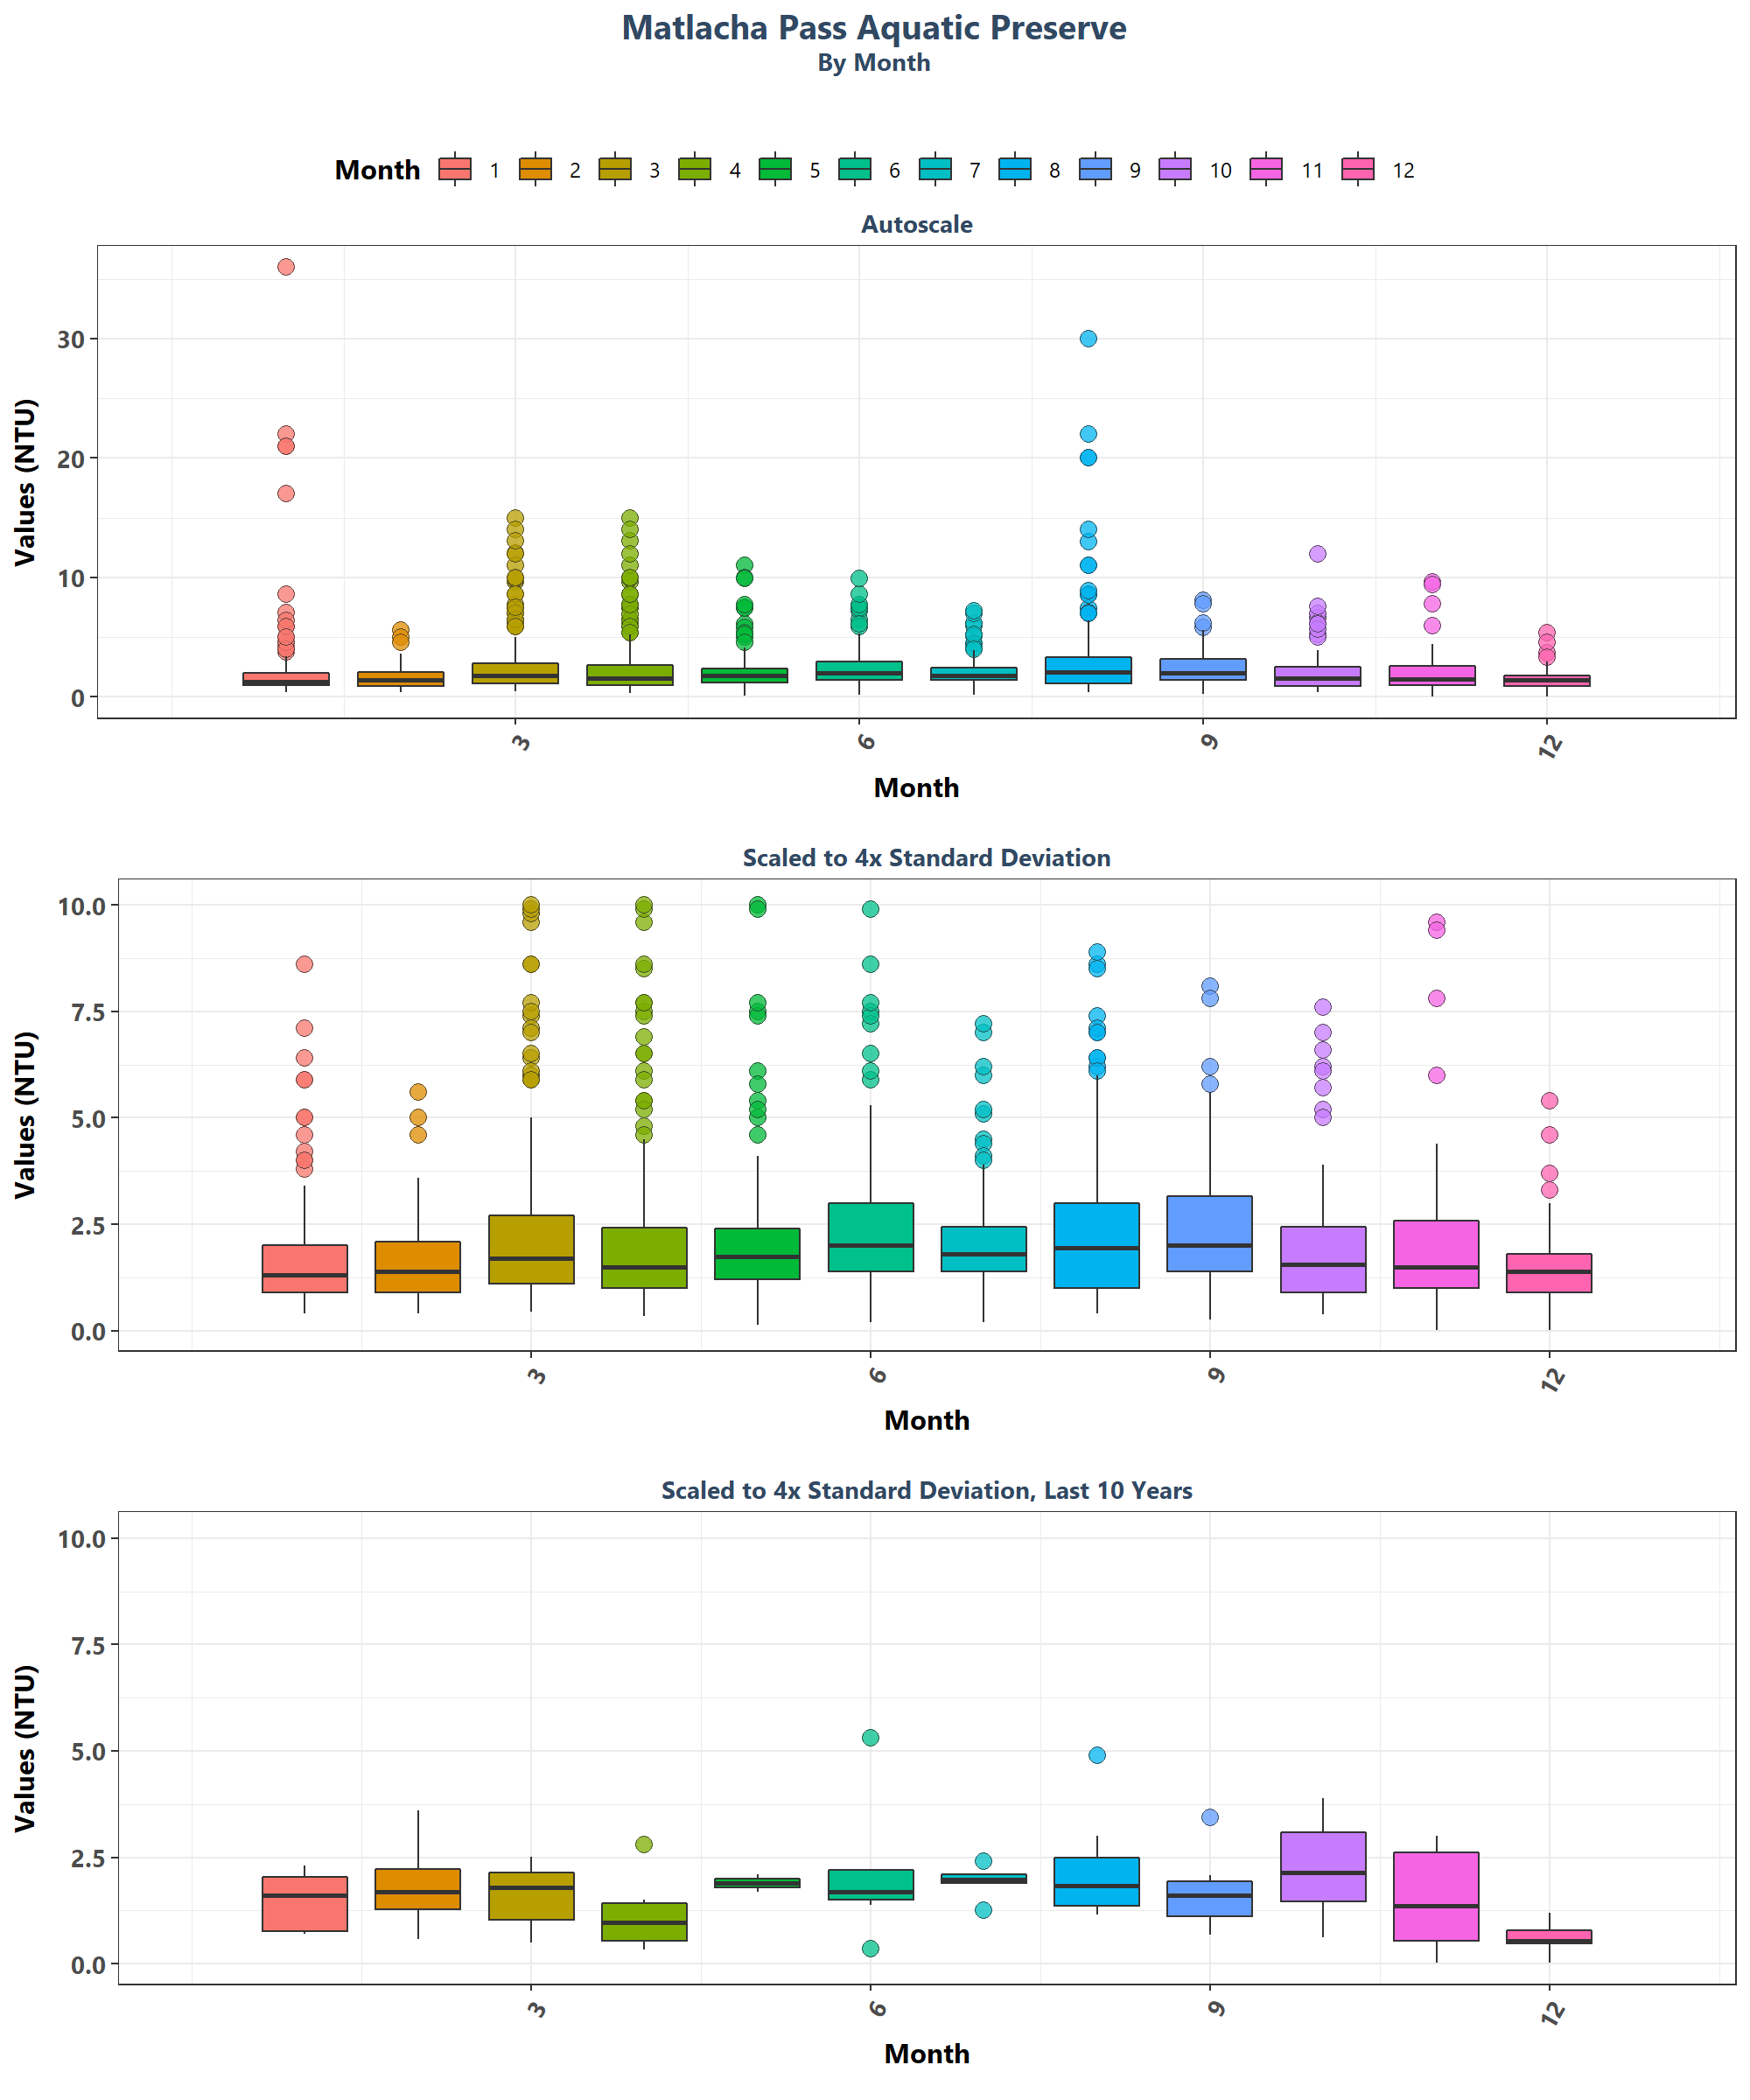 Matlacha Pass Aquatic Preserve
By Month
Month 1 2 3 4 5 6 7 8 9 10 11 12
Autoscale
Values (NTU)
30
20
10
0
3 6 9 12
Month
Scaled to 4x Standard Deviation
Values (NTU)
10.0
7.5
5.0
2.5
0.0
3 6 9 12
Month
Scaled to 4x Standard Deviation, Last 10 Years
Values (NTU)
10.0
7.5
5.0
2.5
0.0
3 6 9 12
Month